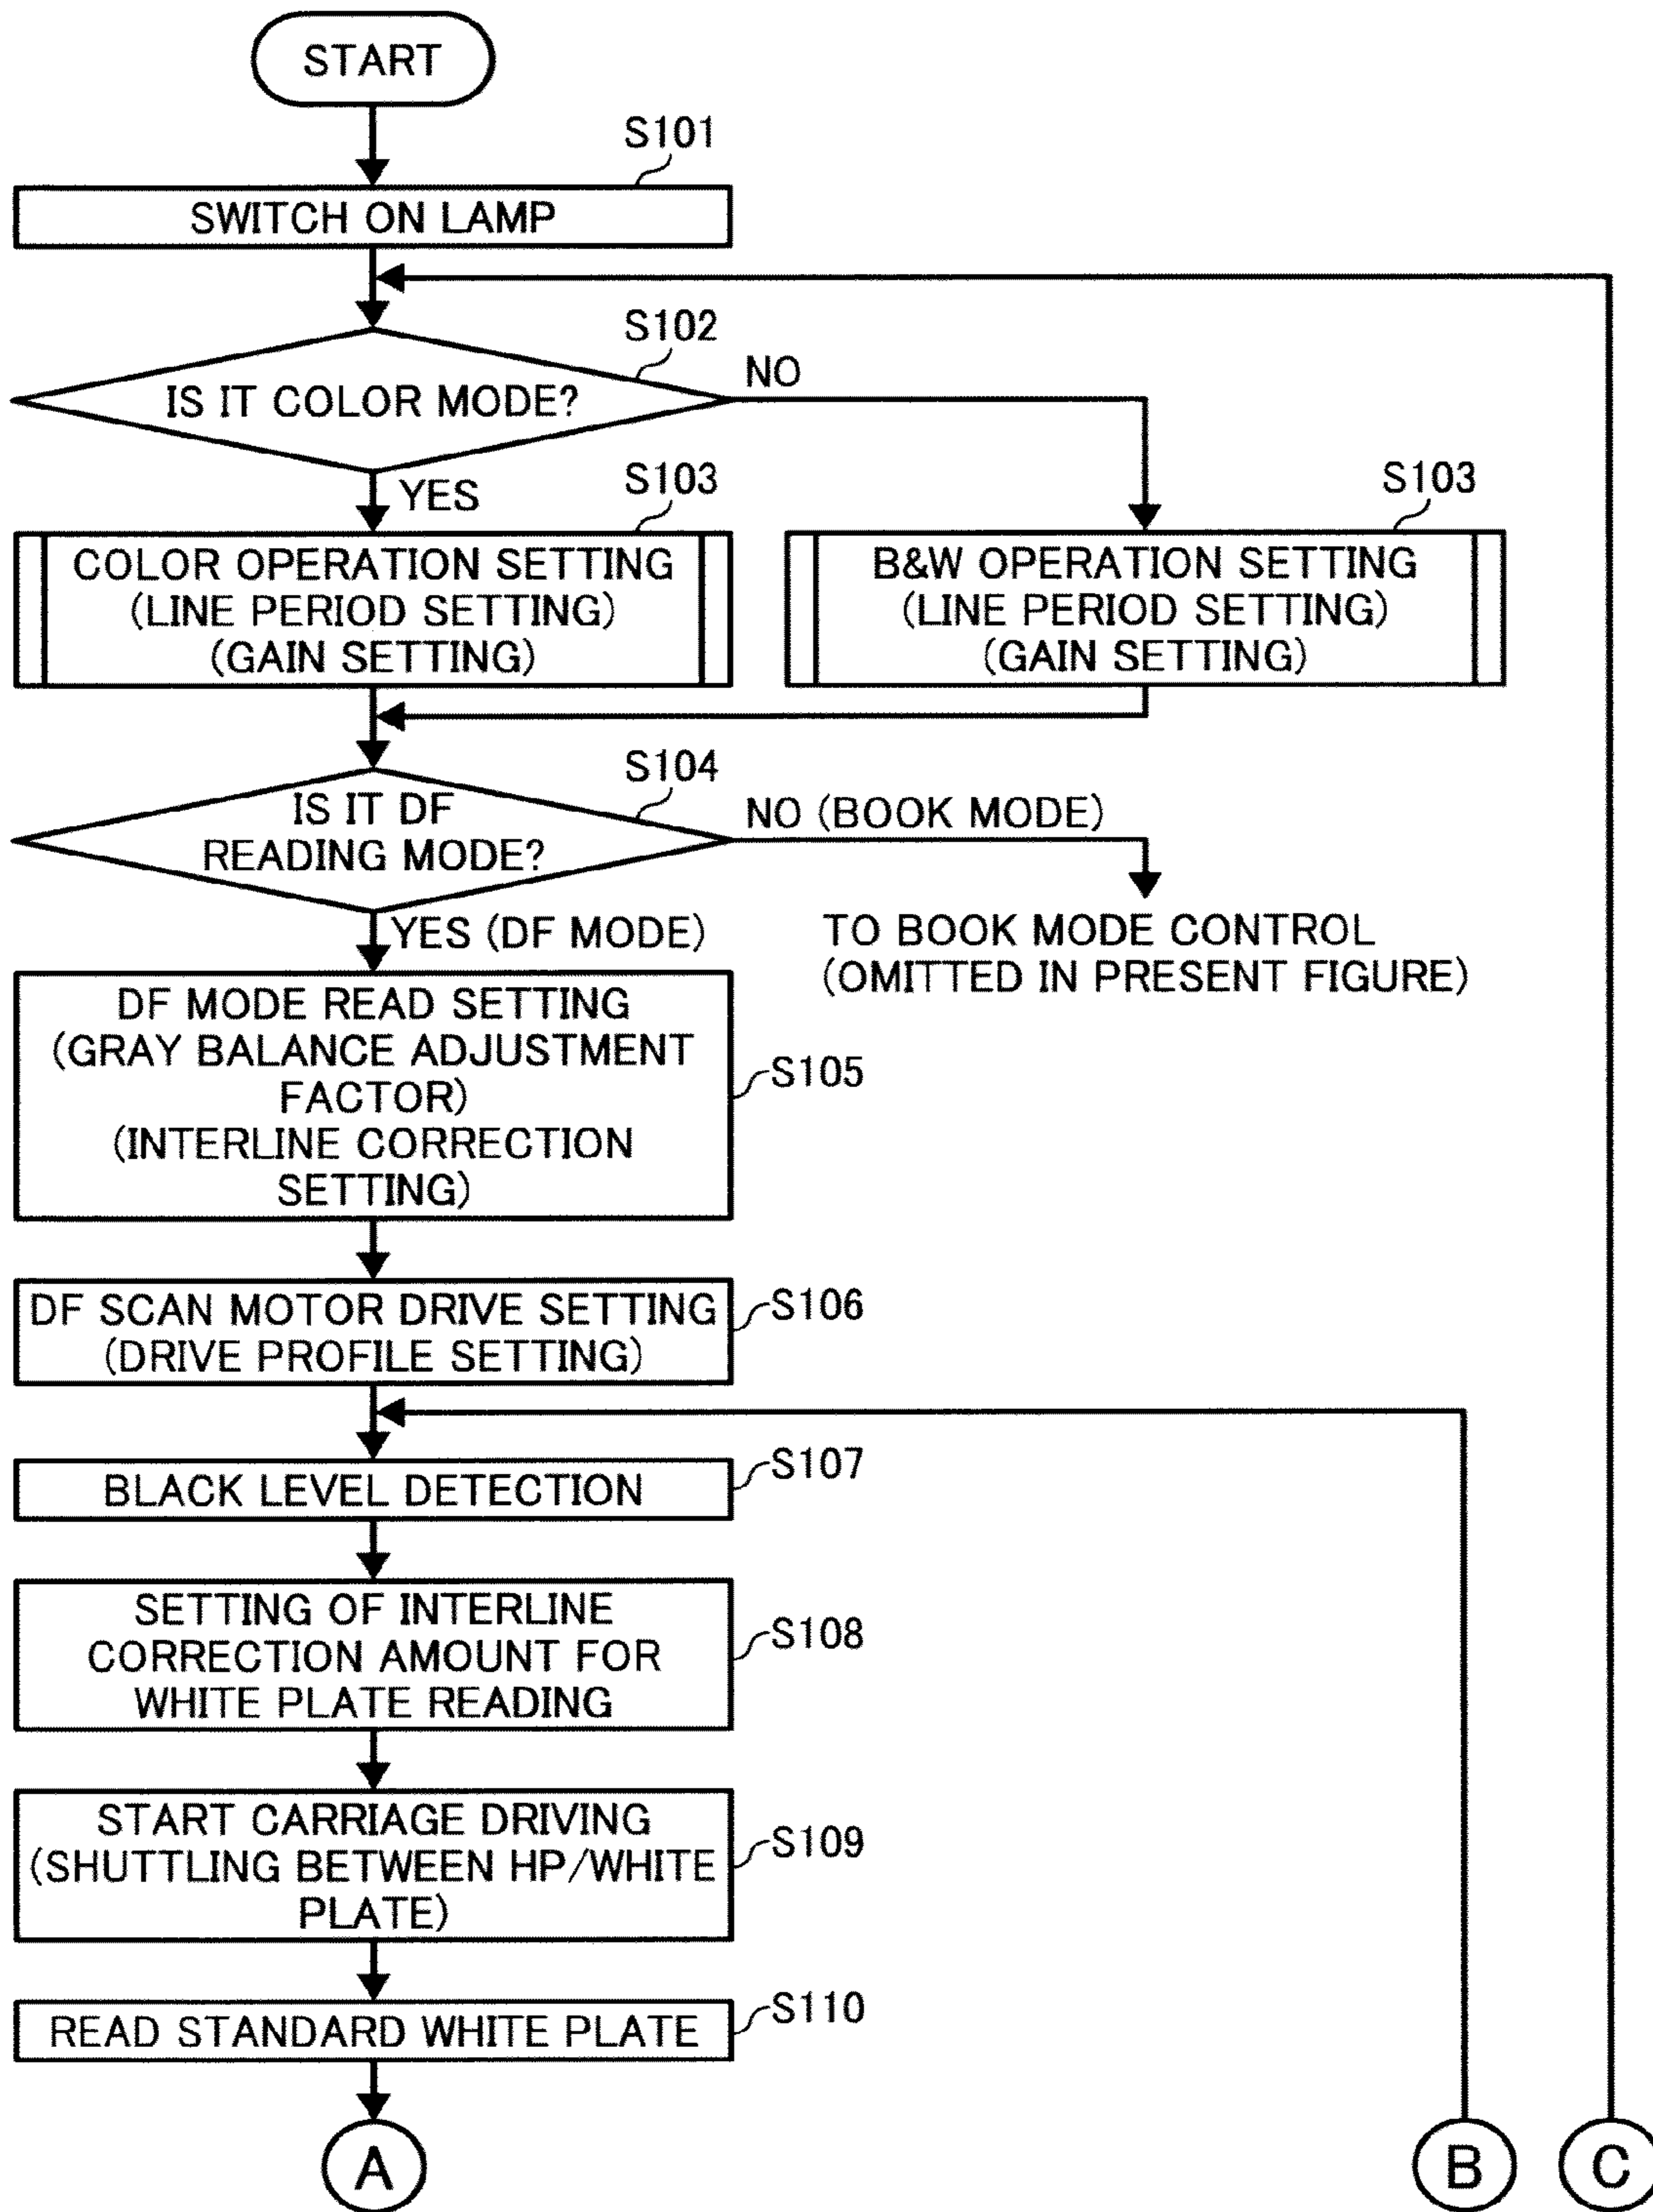 START
S101
SWITCH ON LAMP
S102
IS IT COLOR MODE?
NO
YES
S103
COLOR OPERATION SETTING
(LINE PERIOD SETTING)
(GAIN SETTING)
S103
B&W OPERATION SETTING
(LINE PERIOD SETTING)
(GAIN SETTING)
S104
IS IT DF
READING MODE?
NO (BOOK MODE)
YES (DF MODE)
TO BOOK MODE CONTROL
(OMITTED IN PRESENT FIGURE)
DF MODE READ SETTING
(GRAY BALANCE ADJUSTMENT
FACTOR)
(INTERLINE CORRECTION
SETTING)
S105
DF SCAN MOTOR DRIVE SETTING
(DRIVE PROFILE SETTING)
S106
BLACK LEVEL DETECTION
S107
SETTING OF INTERLINE
CORRECTION AMOUNT FOR
WHITE PLATE READING
S108
START CARRIAGE DRIVING
(SHUTTLING BETWEEN HP/WHITE
PLATE)
S109
READ STANDARD WHITE PLATE
S110
A
B
C